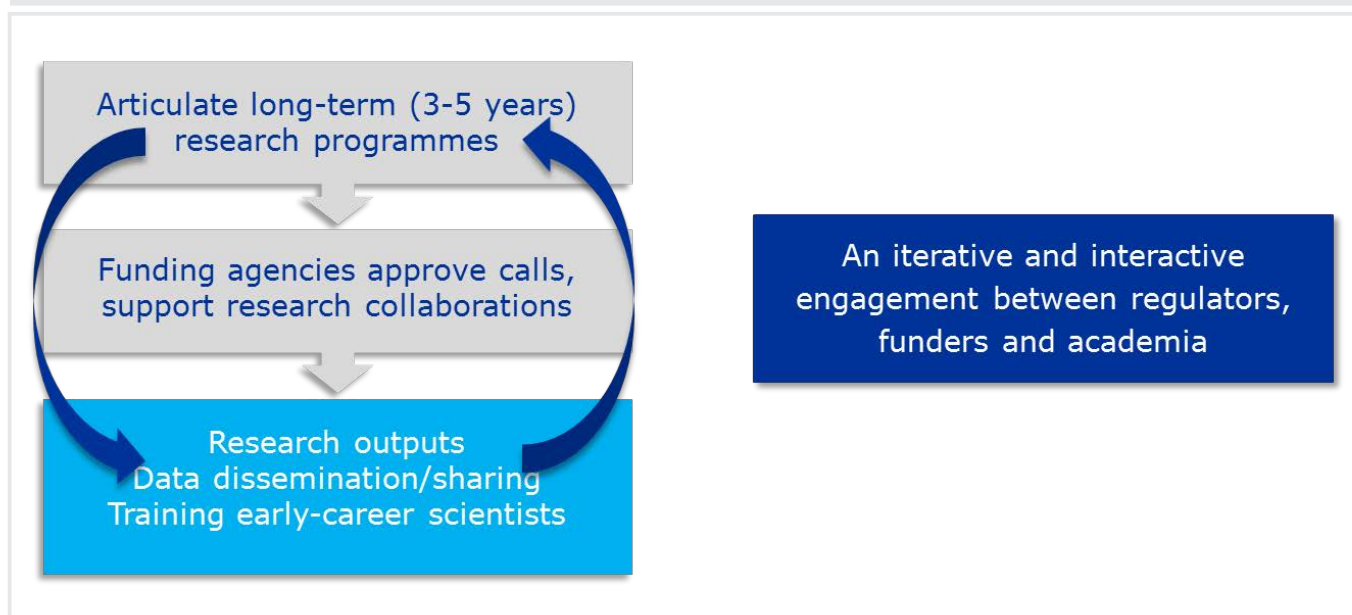 Articulate long-term (3-5 years)
research programmes
Funding agencies approve calls,
support research collaborations
Research outputs
Data dissemination/sharing
Training early-career scientists
An iterative and interactive
engagement between regulators,
funders and academia